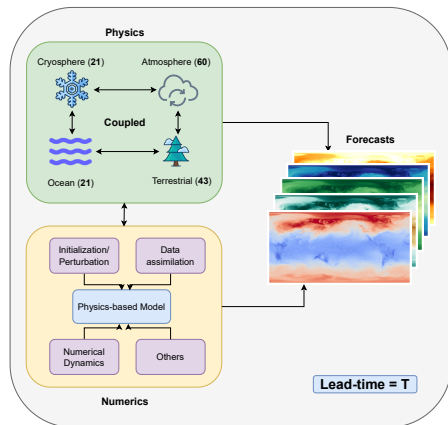 Physics
Cryosphere (21)
Atmosphere (60)
Coupled
Ocean (21)
Terrestrial (43)
Forecasts
Initialization/
Perturbation
Data
assimilation
Physics-based Model
Numerical
Dynamics
Others
Numerics
Lead-time = T